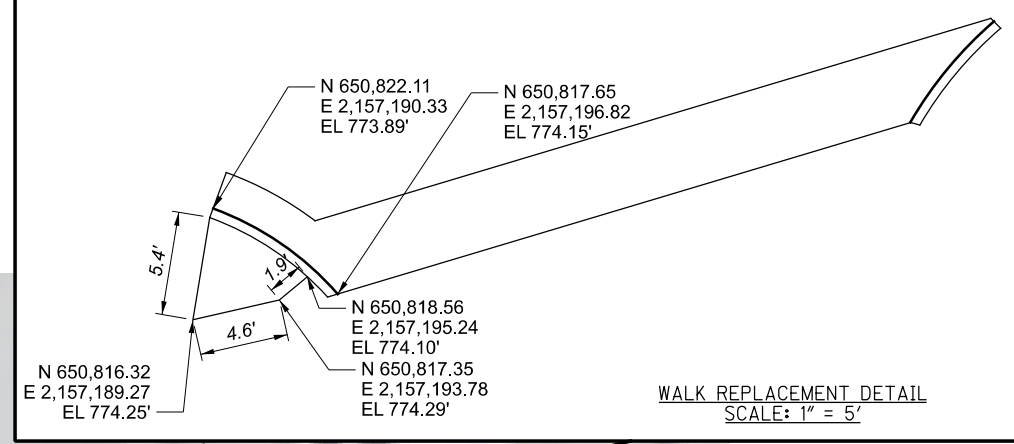 N 650,822.11
E 2,157,190.33
EL 773.89'
N 650,817.65
E 2,157,196.82
EL 774.15'
5.4'
1.9'
4.6'
N 650,818.56
E 2,157,195.24
EL 774.10'
N 650,817.35
E 2,157,193.78
EL 774.29'
N 650,816.32
E 2,157,189.27
EL 774.25'
WALK REPLACEMENT DETAIL
SCALE: 1" = 5'